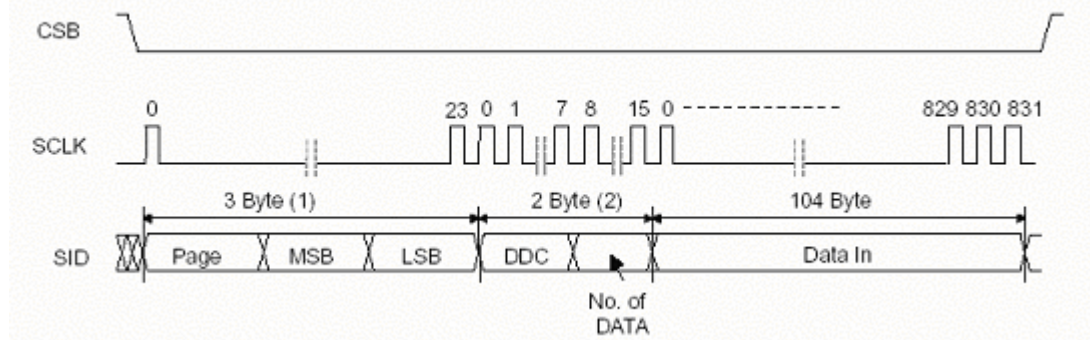 CSB
0 23 0 1 7 8 15 0 829 830 831
SCLK
3 Byte (1) 2 Byte (2) 104 Byte
SID Page MSB LSB DDC Data In
No. of
DATA